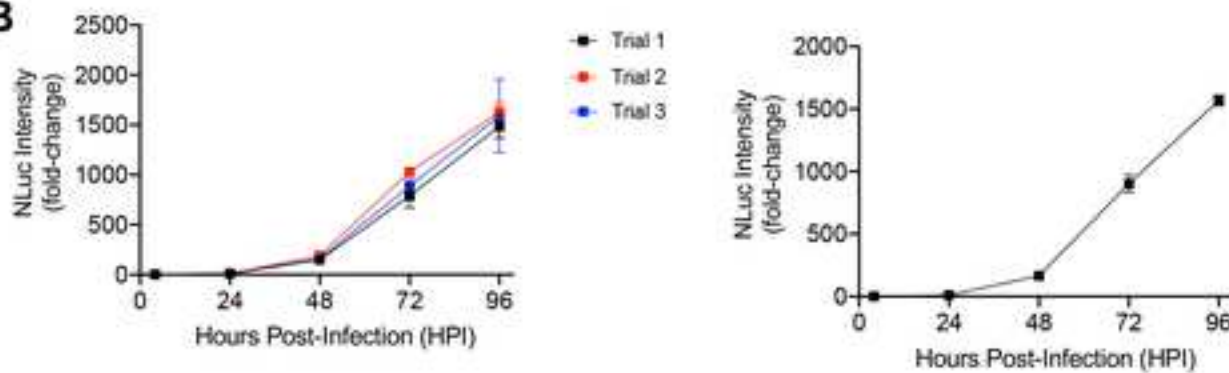 B
2500
2000
1500
1000
500
0
0 24 48 72 96
Hours Post-Infection (HPI)
NLuc Intensity
(fold-change)
Trial 1
Trial 2
Trial 3
2000
1500
1000
500
0
0 24 48 72 96
Hours Post-Infection (HPI)
NLuc Intensity
(fold-change)